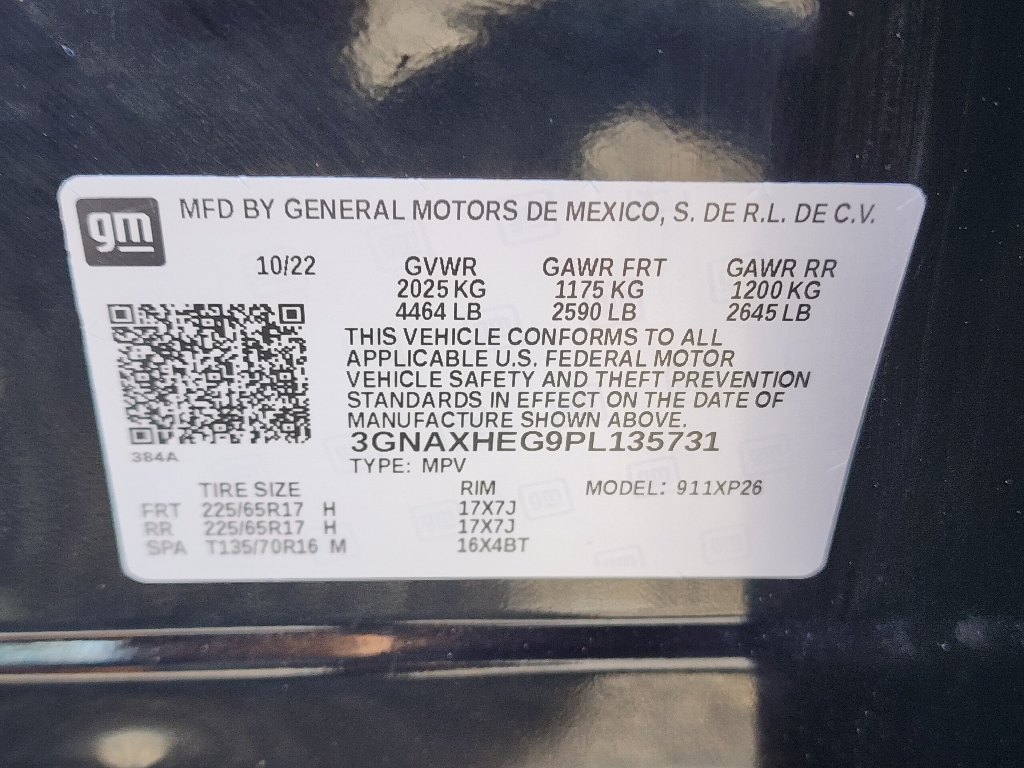 gm MFD BY GENERAL MOTORS DE MEXICO, S. DE R.L. DE C.V.
10/22 GVWR GAWR FRT GAWR RR
2025 KG 1175 KG 1200 KG
4464 LB 2590 LB 2645 LB
THIS VEHICLE CONFORMS TO ALL
APPLICABLE U.S. FEDERAL MOTOR
VEHICLE SAFETY AND THEFT PREVENTION
STANDARDS IN EFFECT ON THE DATE OF
MANUFACTURE SHOWN ABOVE.
3GNAXHEG9PL135731
384A
TYPE: MPV
TIRE SIZE RIM MODEL: 911XP26
FRT 225/65R17 H 17X7J
RR 225/65R17 H 17X7J
SPA T135/70R16 M 16X4BT